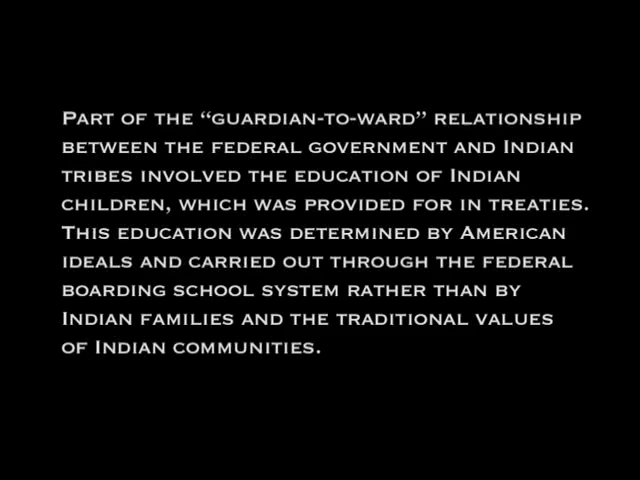 Part of the “guardian-to-ward” relationship
between the federal government and Indian
tribes involved the education of Indian
children, which was provided for in treaties.
This education was determined by American
ideals and carried out through the federal
boarding school system rather than by
Indian families and the traditional values
of Indian communities.